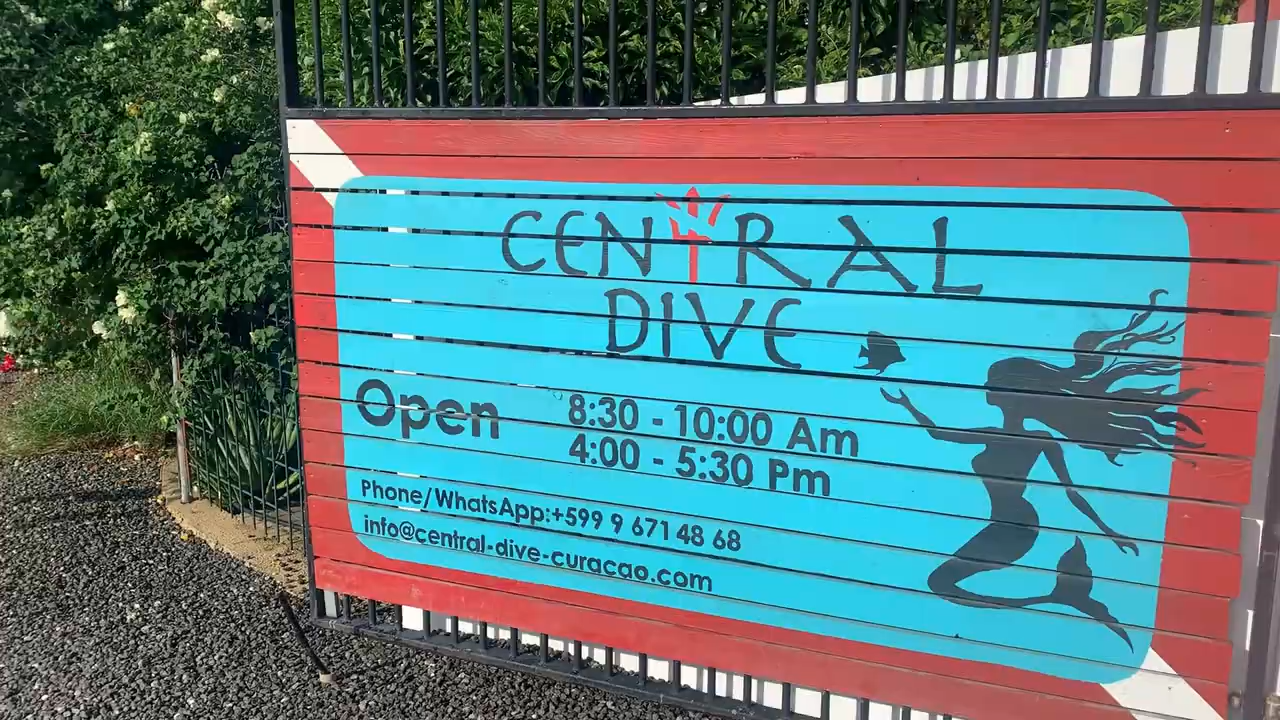 CENTRAL
DIVE
Open
8:30 - 10:00 Am
4:00 - 5:30 Pm
Phone/WhatsApp:+599 9 671 48 68
info@central-dive-curacao.com